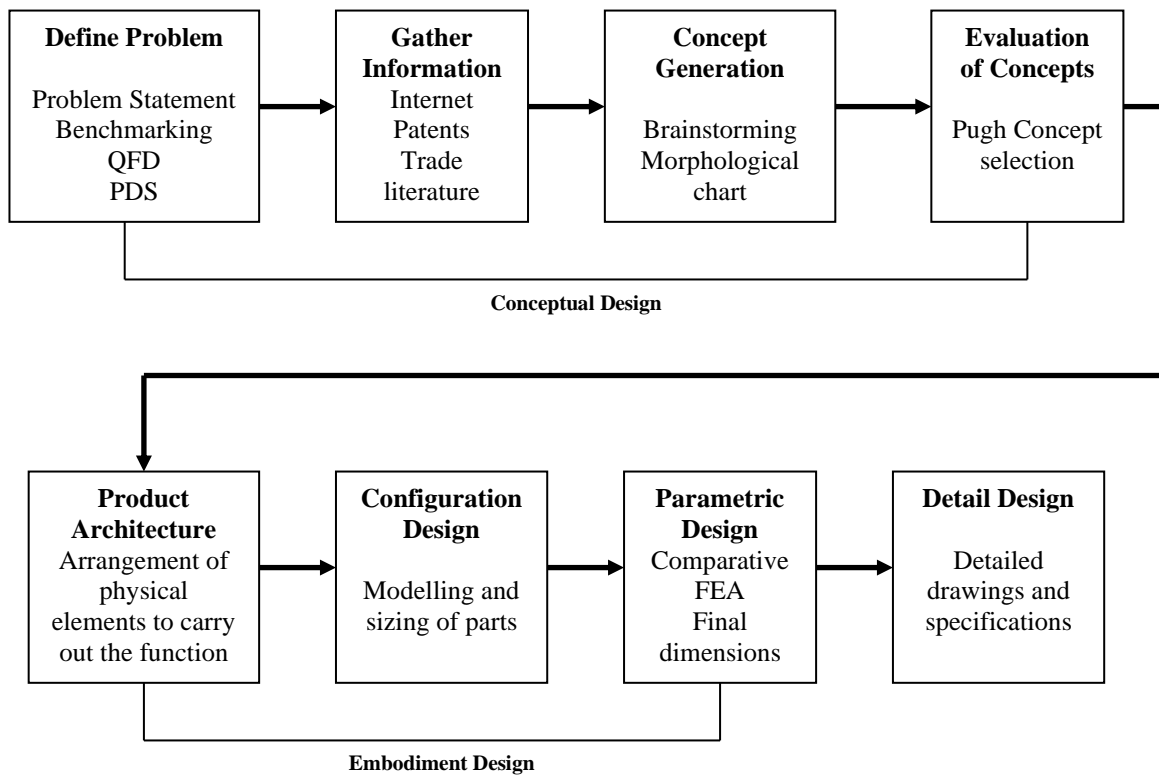 Define Problem
Problem Statement
Benchmarking
QFD
PDS
Gather
Information
Internet
Patents
Trade
literature
Concept
Generation
Brainstorming
Morphological
chart
Evaluation
of Concepts
Pugh Concept
selection
Conceptual Design
Product
Architecture
Arrangement of
physical
elements to carry
out the function
Configuration
Design
Modelling and
sizing of parts
Parametric
Design
Comparative
FEA
Final
dimensions
Detail Design
Detailed
drawings and
specifications
Embodiment Design